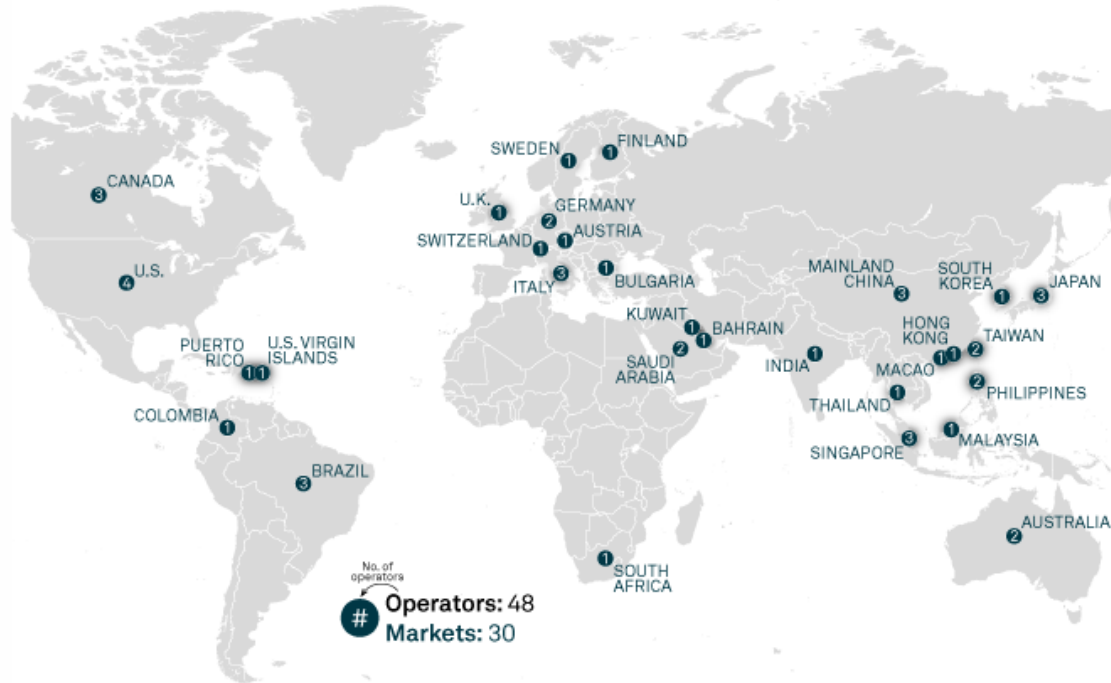 SWEDEN
1
FINLAND
1
CANADA
3
U.K.
1
GERMANY
2
AUSTRIA
1
SWITZERLAND
1
U.S.
4
ITALY
3
BULGARIA
1
MAINLAND
CHINA
3
SOUTH
KOREA
1
JAPAN
3
KUWAIT
1
BAHRAIN
1
SAUDI
ARABIA
2
INDIA
1
HONG
KONG
1
MACAO
1
TAIWAN
2
PUERTO
RICO
1
U.S. VIRGIN
ISLANDS
1
THAILAND
1
PHILIPPINES
2
COLOMBIA
1
SINGAPORE
3
MALAYSIA
1
BRAZIL
3
AUSTRALIA
2
SOUTH
AFRICA
1
No. of
operators
#
Operators: 48
Markets: 30